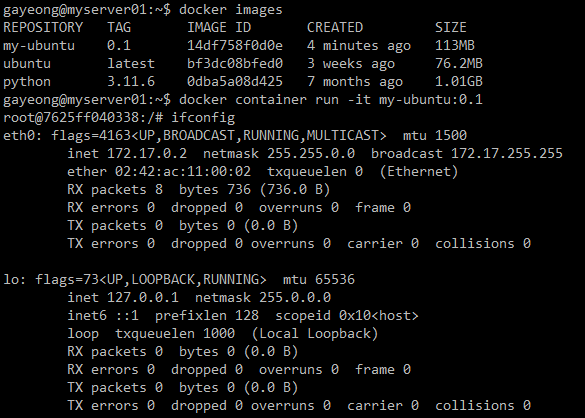 gayeong@myserver01:~$ docker images
REPOSITORY   TAG       IMAGE ID       CREATED         SIZE
my-ubuntu    0.1       14df758f0d0e   4 minutes ago   113MB
ubuntu       latest    bf3dc08bfed0   3 weeks ago     76.2MB
python       3.11.6    0dba5a08d425   7 months ago    1.01GB
gayeong@myserver01:~$ docker container run -it my-ubuntu:0.1
root@7625ff040338:/# ifconfig
eth0: flags=4163<UP,BROADCAST,RUNNING,MULTICAST>  mtu 1500
        inet 172.17.0.2  netmask 255.255.0.0  broadcast 172.17.255.255
        ether 02:42:ac:11:00:02  txqueuelen 0  (Ethernet)
        RX packets 8  bytes 736 (736.0 B)
        RX errors 0  dropped 0  overruns 0  frame 0
        TX packets 0  bytes 0 (0.0 B)
        TX errors 0  dropped 0 overruns 0  carrier 0  collisions 0

lo: flags=73<UP,LOOPBACK,RUNNING>  mtu 65536
        inet 127.0.0.1  netmask 255.0.0.0
        inet6 ::1  prefixlen 128  scopeid 0x10<host>
        loop  txqueuelen 1000  (Local Loopback)
        RX packets 0  bytes 0 (0.0 B)
        RX errors 0  dropped 0  overruns 0  frame 0
        TX packets 0  bytes 0 (0.0 B)
        TX errors 0  dropped 0 overruns 0  carrier 0  collisions 0